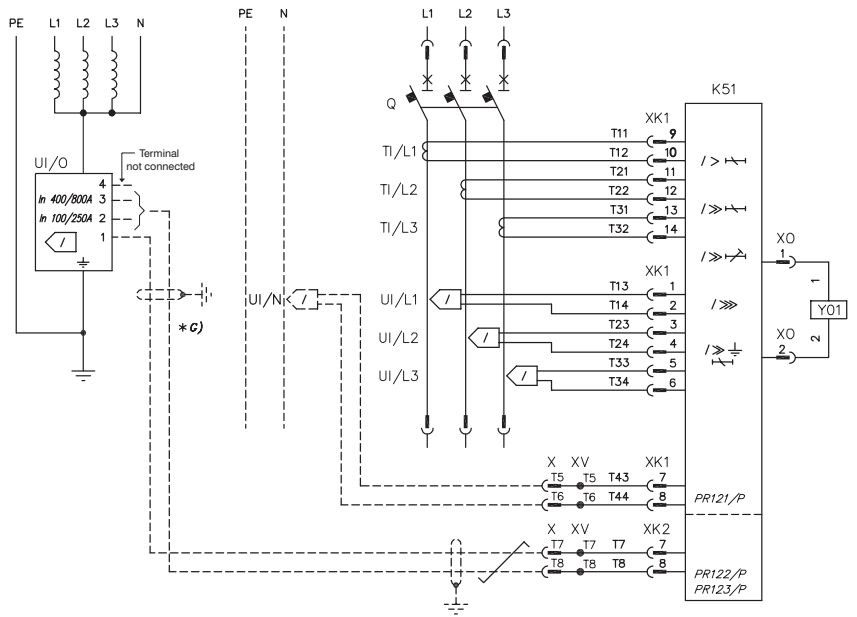 PE L1 L2 L3 N
PE N
L1 L2 L3
K51
Q
XK1
TI/L1 T11 9
T12 10
I>
TI/L2 T21 11
T22 12
I≫
TI/L3 T31 13
T32 14
I≫
UI/O
Terminal
not connected
4
In 400/800A 3
In 100/250A 2
1
I
XO
1
1
Y01
2
XO
2
XK1
UI/N I
UI/L1 I T13 1
T14 2
I⋙
UI/L2 I T23 3
T24 4
I≫
UI/L3 I T33 5
T34 6
*G)
X XV XK1
T5 T5 T43 7
T6 T6 T44 8
PR121/P
X XV XK2
T7 T7 T7 7
T8 T8 T8 8
PR122/P
PR123/P